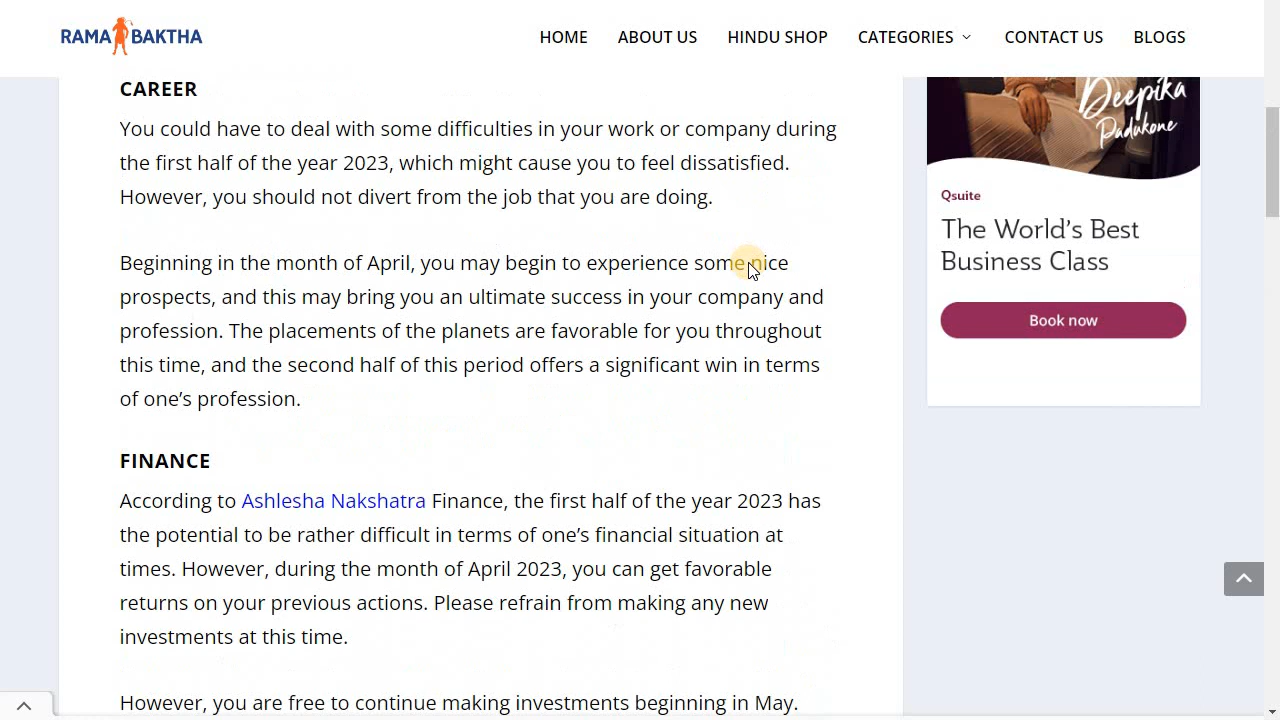 RAMA BAKTHA
HOME ABOUT US HINDU SHOP CATEGORIES CONTACT US BLOGS
CAREER
You could have to deal with some difficulties in your work or company during
the first half of the year 2023, which might cause you to feel dissatisfied.
However, you should not divert from the job that you are doing.
Beginning in the month of April, you may begin to experience some nice
prospects, and this may bring you an ultimate success in your company and
profession. The placements of the planets are favorable for you throughout
this time, and the second half of this period offers a significant win in terms
of one’s profession.
FINANCE
According to Ashlesha Nakshatra Finance, the first half of the year 2023 has
the potential to be rather difficult in terms of one’s financial situation at
times. However, during the month of April 2023, you can get favorable
returns on your previous actions. Please refrain from making any new
investments at this time.
However, you are free to continue making investments beginning in May.
Deepika
Padukone
Qsuite
The World’s Best
Business Class
Book now